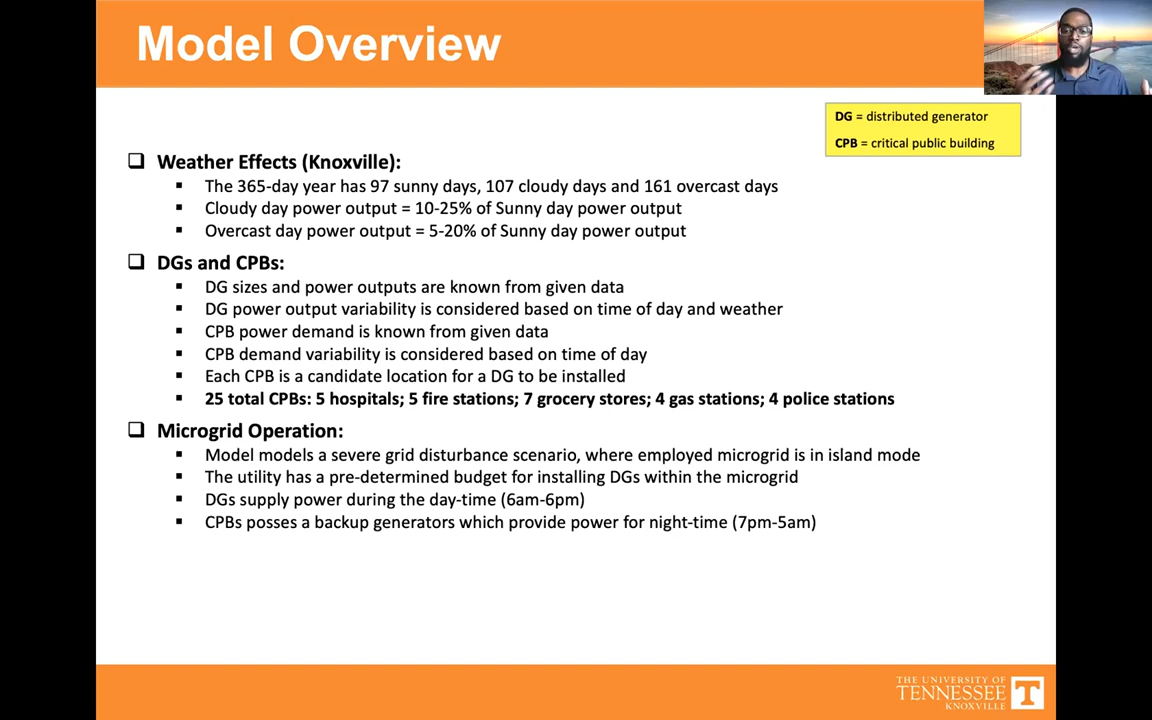 Model Overview
DG = distributed generator
CPB = critical public building
Weather Effects (Knoxville):
The 365-day year has 97 sunny days, 107 cloudy days and 161 overcast days
Cloudy day power output = 10-25% of Sunny day power output
Overcast day power output = 5-20% of Sunny day power output
DGs and CPBs:
DG sizes and power outputs are known from given data
DG power output variability is considered based on time of day and weather
CPB power demand is known from given data
CPB demand variability is considered based on time of day
Each CPB is a candidate location for a DG to be installed
25 total CPBs: 5 hospitals; 5 fire stations; 7 grocery stores; 4 gas stations; 4 police stations
Microgrid Operation:
Model models a severe grid disturbance scenario, where employed microgrid is in island mode
The utility has a pre-determined budget for installing DGs within the microgrid
DGs supply power during the day-time (6am-6pm)
CPBs posses a backup generators which provide power for night-time (7pm-5am)
THE UNIVERSITY OF
TENNESSEE
KNOXVILLE
T